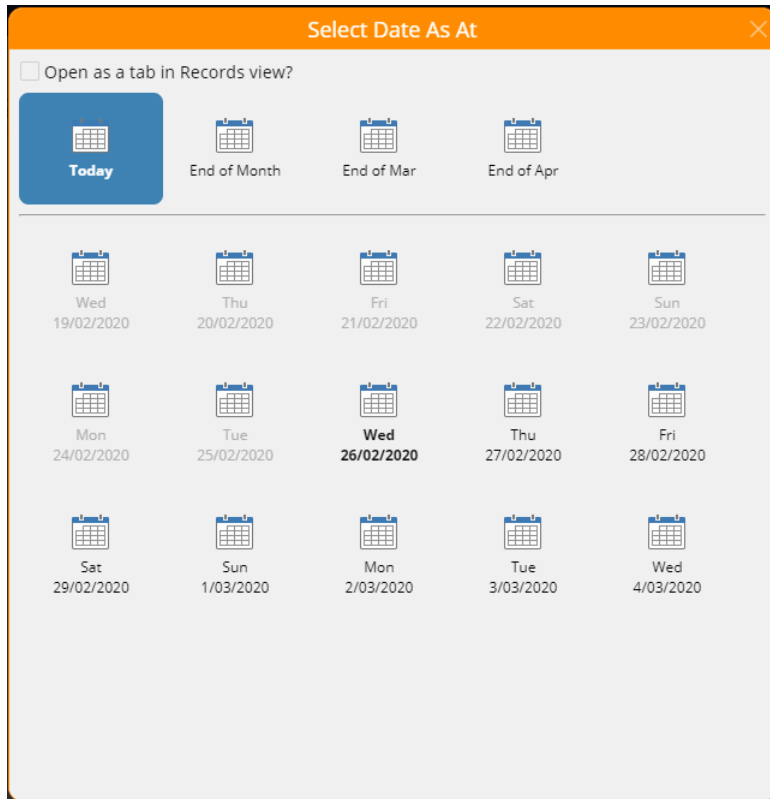 Select Date As At
Open as a tab in Records view?
Today
End of Month
End of Mar
End of Apr
Wed
19/02/2020
Thu
20/02/2020
Fri
21/02/2020
Sat
22/02/2020
Sun
23/02/2020
Mon
24/02/2020
Tue
25/02/2020
Wed
26/02/2020
Thu
27/02/2020
Fri
28/02/2020
Sat
29/02/2020
Sun
1/03/2020
Mon
2/03/2020
Tue
3/03/2020
Wed
4/03/2020